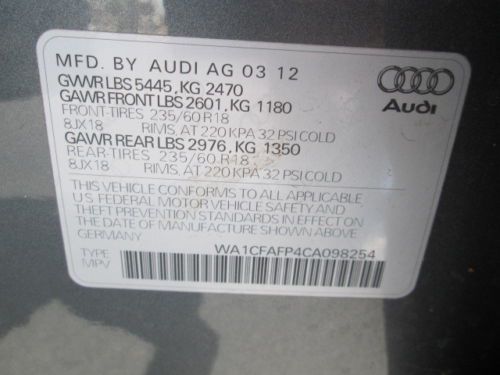 MFD. BY AUDI AG 03 12
GVWR LBS 5445, KG 2470
GAWR FRONT LBS 2601, KG 1180
FRONT-TIRES 235/60 R18
8JX18 RIMS, AT 220 KPA 32 PSI COLD
GAWR REAR LBS 2976, KG 1350
REAR-TIRES 235/60 R18
8JX18 RIMS, AT 220 KPA 32 PSI COLD
THIS VEHICLE CONFORMS TO ALL APPLICABLE
U S FEDERAL MOTOR VEHICLE SAFETY AND
THEFT PREVENTION STANDARDS IN EFFECT ON
THE DATE OF MANUFACTURE SHOWN ABOVE
GERMANY
WA1CFAFP4CA098254
TYPE
MPV
Audi